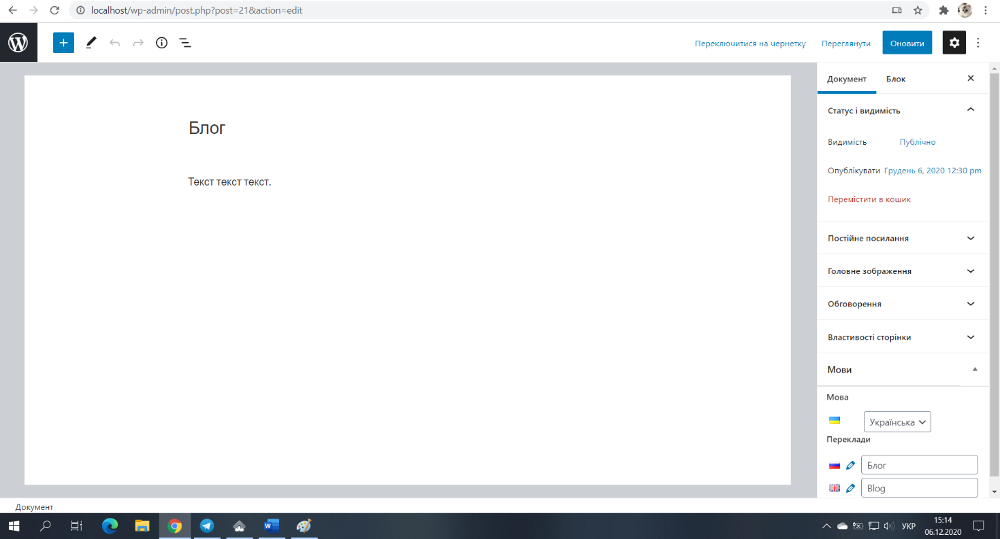 localhost/wp-admin/post.php?post=21&action=edit
Переключитися на чернетку
Переглянути
Оновити
Документ
Блок
Статус і видимість
Видимість
Публічно
Опублікувати
Грудень 6, 2020 12:30 pm
Перемістити в кошик
Постійне посилання
Головне зображення
Обговорення
Властивості сторінки
Мови
Мова
Українська
Переклади
Блог
Blog
Блог
Текст текст текст.
Документ
УКР
15:14
06.12.2020